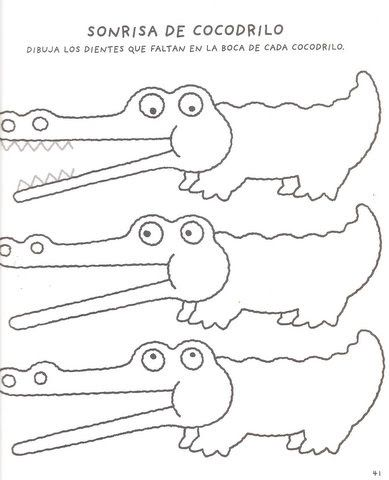 SONRISA DE COCODRILO
DIBUJA LOS DIENTES QUE FALTAN EN LA BOCA DE CADA COCODRILO.
41